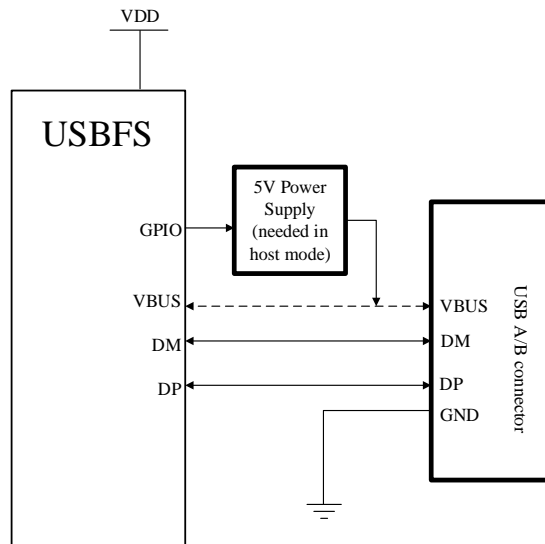 VDD
USBFS
5V Power
Supply
(needed in
host mode)
GPIO
VBUS
DM
DP
VBUS
DM
DP
GND
USB A/B connector